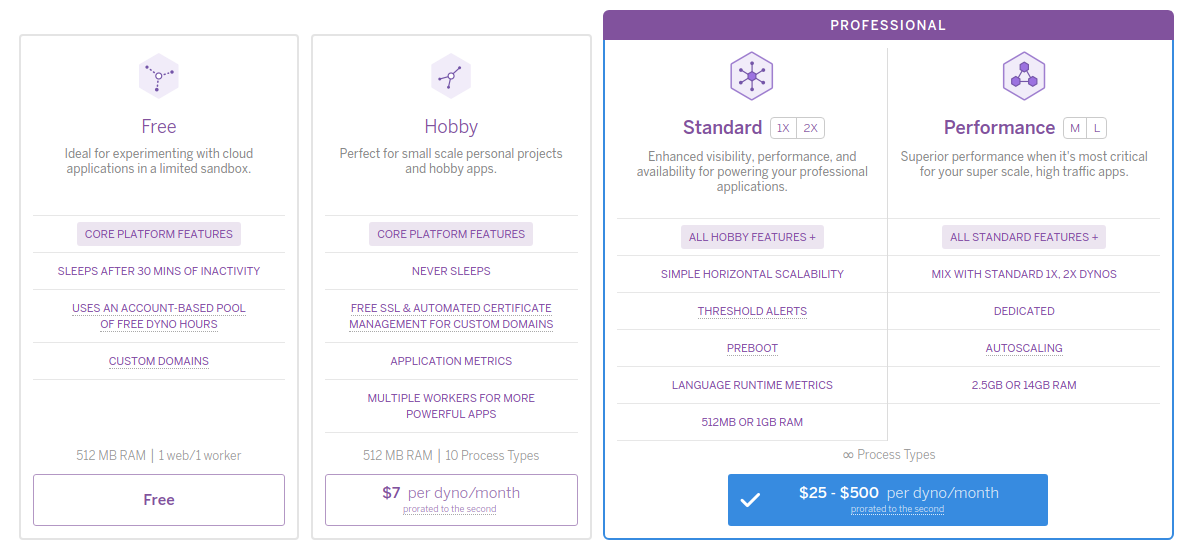 Free
Ideal for experimenting with cloud
applications in a limited sandbox.
CORE PLATFORM FEATURES
SLEEPS AFTER 30 MINS OF INACTIVITY
USES AN ACCOUNT-BASED POOL
OF FREE DYNO HOURS
CUSTOM DOMAINS
512 MB RAM | 1 web/1 worker
Free
Hobby
Perfect for small scale personal projects
and hobby apps.
CORE PLATFORM FEATURES
NEVER SLEEPS
FREE SSL & AUTOMATED CERTIFICATE
MANAGEMENT FOR CUSTOM DOMAINS
APPLICATION METRICS
MULTIPLE WORKERS FOR MORE
POWERFUL APPS
512 MB RAM | 10 Process Types
$7 per dyno/month
prorated to the second
PROFESSIONAL
Standard 1X 2X
Enhanced visibility, performance, and
availability for powering your professional
applications.
ALL HOBBY FEATURES +
SIMPLE HORIZONTAL SCALABILITY
THRESHOLD ALERTS
PREBOOT
LANGUAGE RUNTIME METRICS
512MB OR 1GB RAM
Performance M L
Superior performance when it's most critical
for your super scale, high traffic apps.
ALL STANDARD FEATURES +
MIX WITH STANDARD 1X, 2X DYNOS
DEDICATED
AUTOSCALING
2.5GB OR 14GB RAM
∞ Process Types
$25 - $500 per dyno/month
prorated to the second